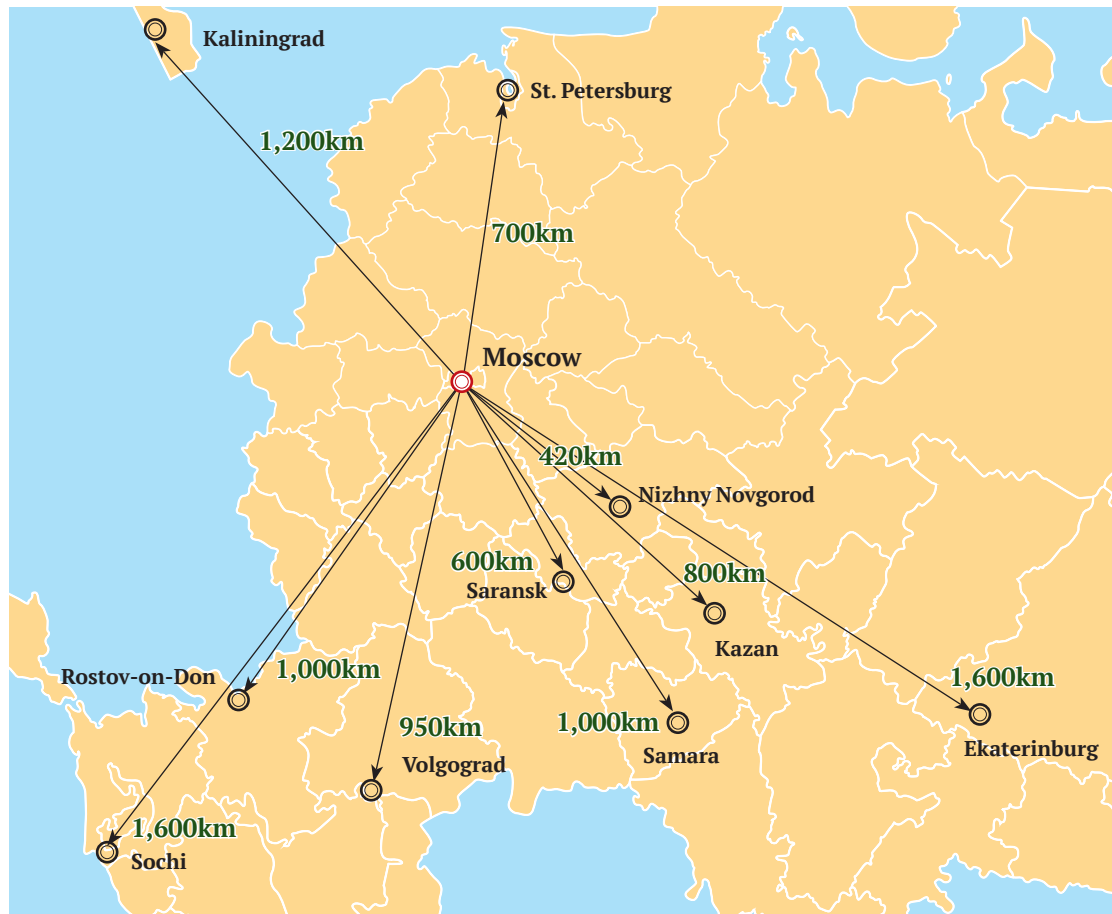 Kaliningrad
St. Petersburg
1,200km
700km
Moscow
420km
Nizhny Novgorod
600km
Saransk
800km
Kazan
Rostov-on-Don
1,000km
1,600km
950km
1,000km
Ekaterinburg
Samara
Volgograd
1,600km
Sochi